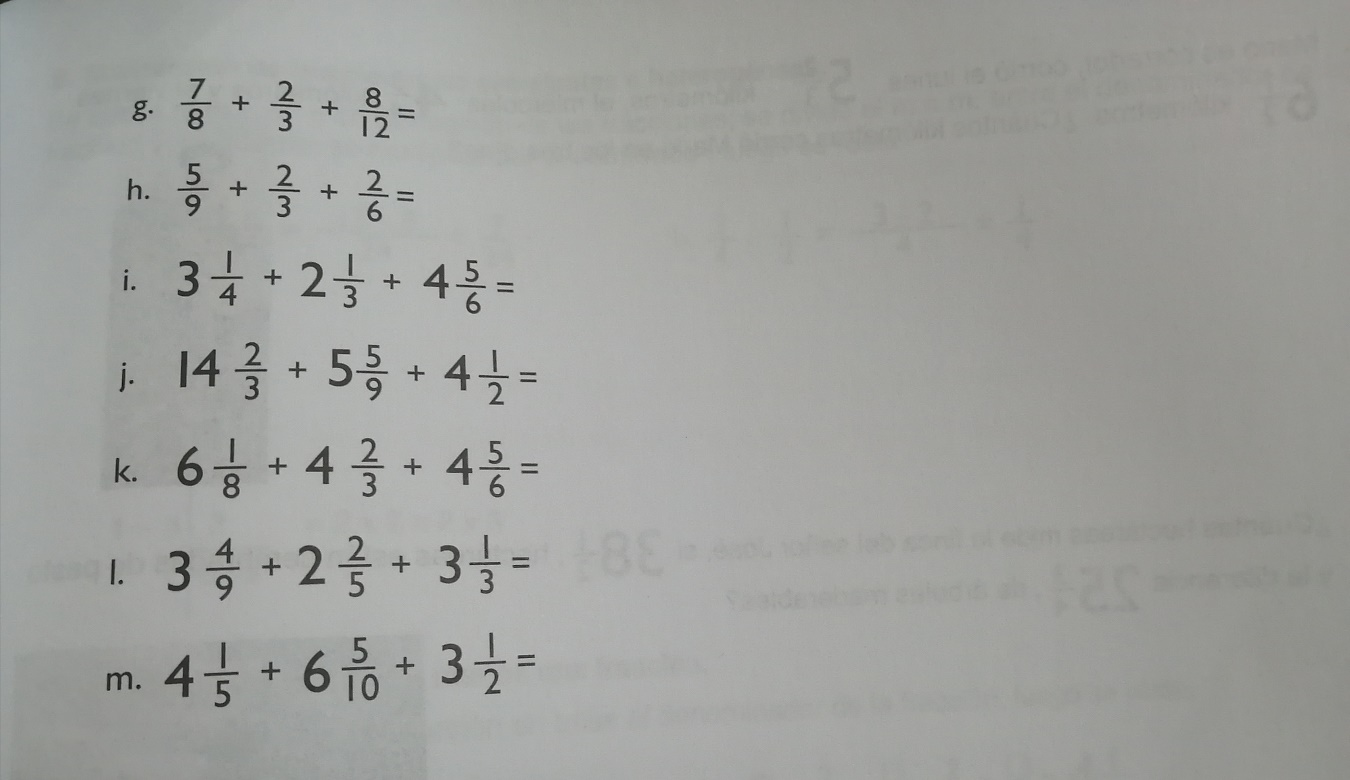 g. 7/8 + 2/3 + 8/12 =
h. 5/9 + 2/3 + 2/6 =
i. 3 1/4 + 2 1/3 + 4 5/6 =
j. 14 2/3 + 5 5/9 + 4 1/2 =
k. 6 1/8 + 4 2/3 + 4 5/6 =
l. 3 4/9 + 2 2/5 + 3 1/3 =
m. 4 1/5 + 6 5/10 + 3 1/2 =